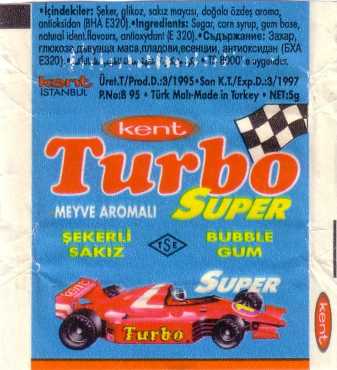 •İçindekiler: Şeker, glikoz, sakız mayası, doğala özdeş aroma,
antioksidan (BHA E320).•Ingredients: Sugar, corn syrup, gum base,
natural ident.flavours, antioxydant (E 320).•Съдържание: Захар,
глюкоза дъвчаща маса,плодови,есенции, антиоксидан (БХА
E320).
kent
İSTANBUL
Üret.T/Prod.D.:3/1995•Son K.T./Exp.D.:3/1997
P.No:B 95 • Türk Malı-Made in Turkey • NET:5g
kent
Turbo
SUPER
MEYVE AROMALI
ŞEKERLİ
SAKIZ
TSE
BUBBLE
GUM
SUPER
Turbo
kent